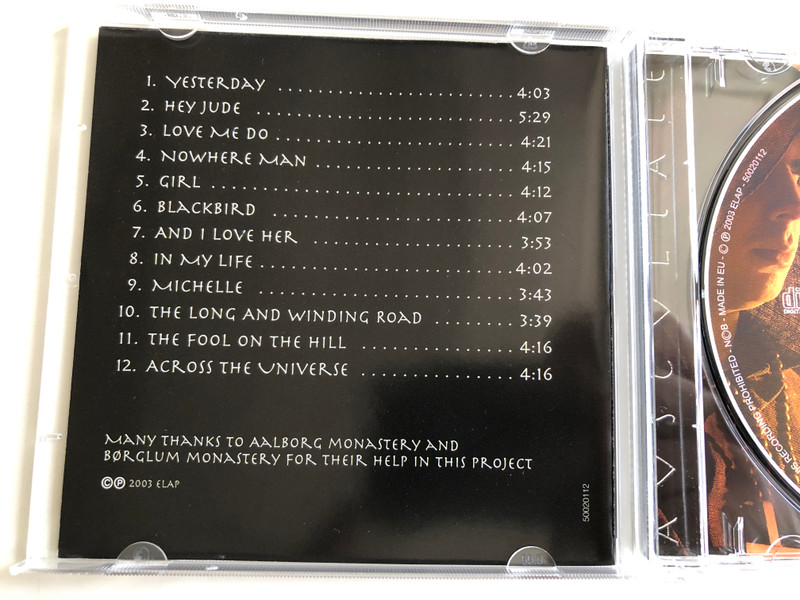 1. Yesterday ........................ 4:03
2. Hey Jude ........................ 5:29
3. Love Me Do ........................ 4:21
4. Nowhere Man ........................ 4:15
5. Girl ........................ 4:12
6. Blackbird ........................ 4:07
7. And I Love Her ........................ 3:53
8. In My Life ........................ 4:02
9. Michelle ........................ 3:43
10. The Long And Winding Road ........ 3:39
11. The Fool On The Hill ................ 4:16
12. Across The Universe ................ 4:16
Many thanks to Aalborg Monastery and
Børglum Monastery for their help in this project
©℗ 2003 ELAP
50020112
RECORDING PROHIBITED - N©B - MADE IN EU - © ℗ 2003 ELAP - 50020112